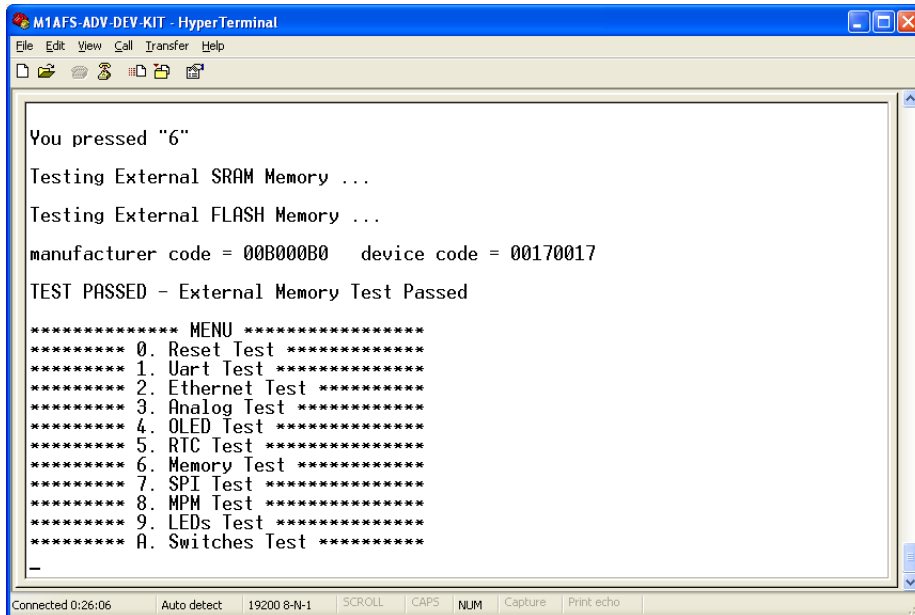 M1AFS-ADV-DEV-KIT - HyperTerminal
File Edit View Call Transfer Help
You pressed "6"
Testing External SRAM Memory ...
Testing External FLASH Memory ...
manufacturer code = 00B000B0   device code = 00170017
TEST PASSED - External Memory Test Passed
************** MENU *****************
********* 0. Reset Test *************
********* 1. Uart Test **************
********* 2. Ethernet Test **********
********* 3. Analog Test ************
********* 4. OLED Test **************
********* 5. RTC Test ***************
********* 6. Memory Test ************
********* 7. SPI Test ***************
********* 8. MPM Test ***************
********* 9. LEDs Test **************
********* A. Switches Test **********
_
Connected 0:26:06 Auto detect 19200 8-N-1 SCROLL CAPS NUM Capture Print echo